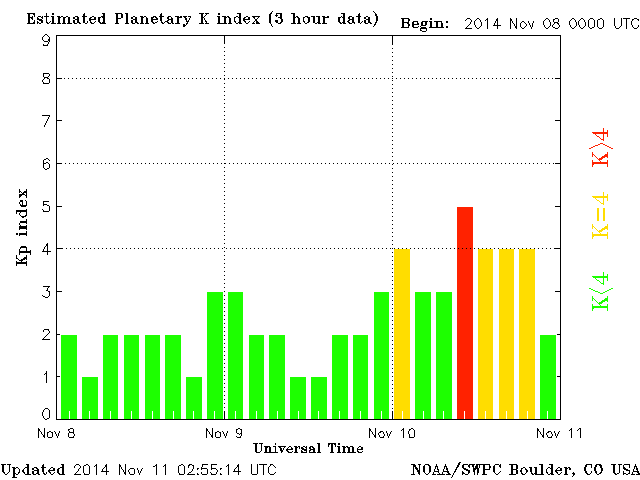 Estimated Planetary K index (3 hour data)
Begin: 2014 Nov 08 0000 UTC
9
8
7
6
5
4
3
2
1
0
Kp index
K>4
K=4
K<4
Nov 8
Nov 9
Nov 10
Nov 11
Universal Time
Updated 2014 Nov 11 02:55:14 UTC
NOAA/SWPC Boulder, CO USA